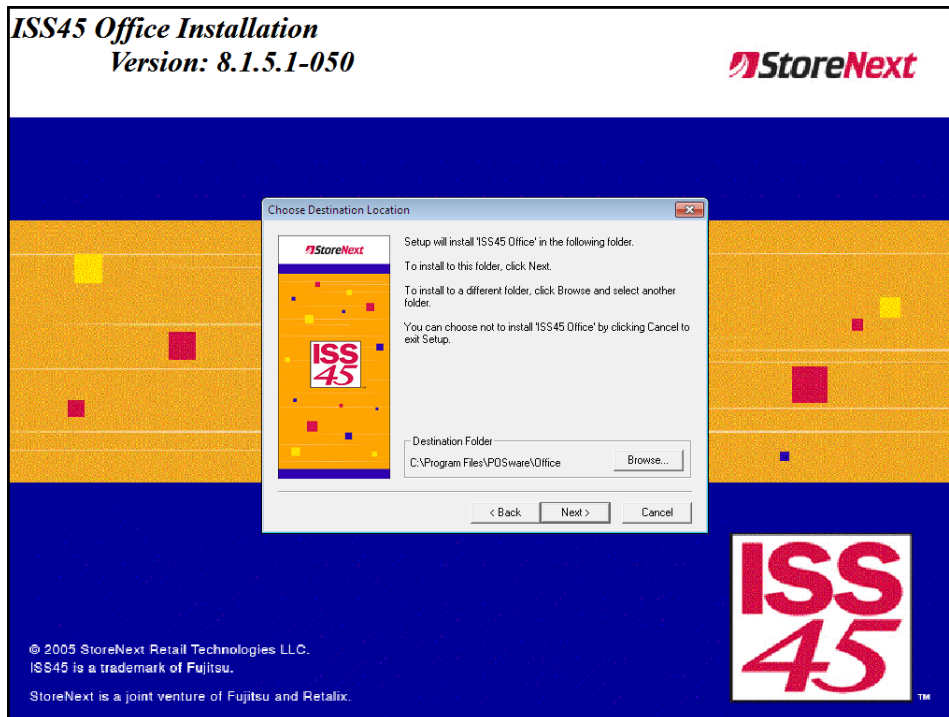 ISS45 Office Installation
Version: 8.1.5.1-050
StoreNext
Choose Destination Location
StoreNext
ISS
45
Setup will install 'ISS45 Office' in the following folder.
To install to this folder, click Next.
To install to a different folder, click Browse and select another
folder.
You can choose not to install 'ISS45 Office' by clicking Cancel to
exit Setup.
Destination Folder
C:\Program Files\POSware\Office
Browse...
< Back
Next >
Cancel
ISS
45
TM
© 2005 StoreNext Retail Technologies LLC.
ISS45 is a trademark of Fujitsu.
StoreNext is a joint venture of Fujitsu and Retalix.